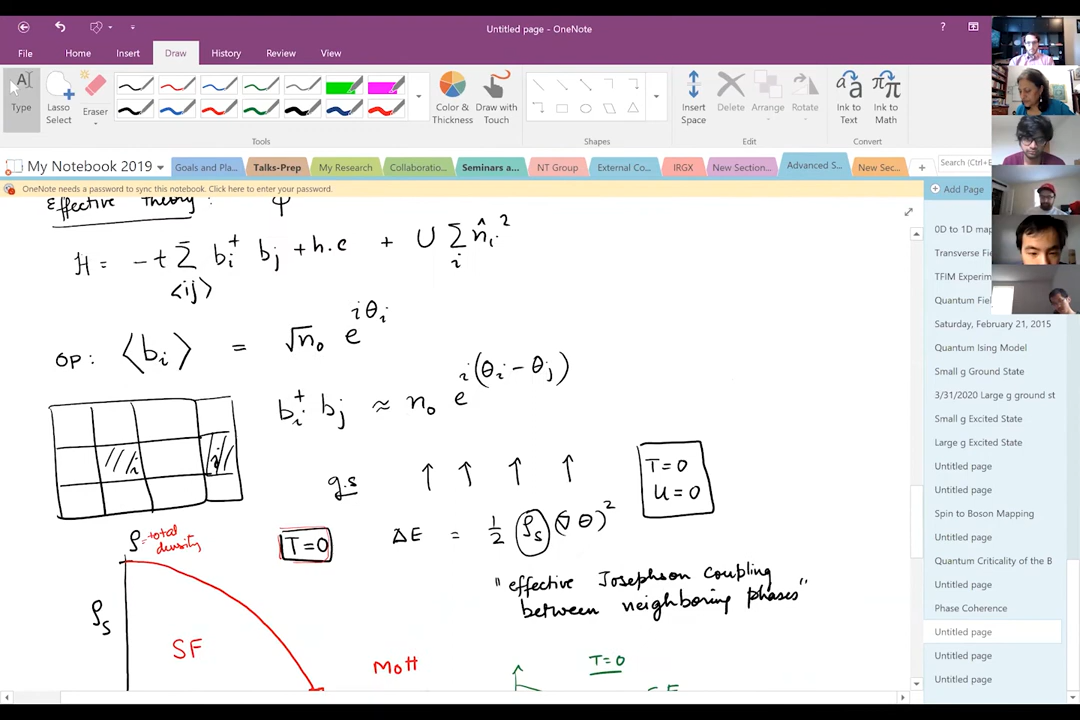 Untitled page - OneNote
?
File Home Insert Draw History Review View
Type
Lasso Select
Eraser
Color & Thickness
Draw with Touch
Insert Space
Delete
Arrange
Rotate
Ink to Text
Ink to Math
Tools
Shapes
Edit
Convert
My Notebook 2019
Goals and Pla...
Talks-Prep
My Research
Collaboratio...
Seminars a...
NT Group
External Co...
IRGX
New Section...
Advanced S...
New Sec...
+
Search (Ctrl+E
OneNote needs a password to sync this notebook. Click here to enter your password.
Add Page
Effective theory : ψ
H = -t Σ_{<ij>} b_i^+ b_j + h.c + U Σ_i n̂_i^2
OP: <b_i> = √n_0 e^{iθ_i}
b_i^+ b_j ≈ n_0 e^{i(θ_i - θ_j)}
i
j
g.s ↑ ↑ ↑ ↑
T=0
U=0
ρ = total density
T=0
ΔE = 1/2 ρ_s (∇θ)^2
"effective Josephson coupling
between neighboring phases"
ρ_s
SF
Mott
T=0
0D to 1D map
Transverse Fi
TFIM Experim
Quantum Fiel
Saturday, February 21, 2015
Quantum Ising Model
Small g Ground State
3/31/2020 Large g ground st
Small g Excited State
Large g Excited State
Untitled page
Untitled page
Spin to Boson Mapping
Untitled page
Quantum Criticality of the B
Untitled page
Phase Coherence
Untitled page
Untitled page
Untitled page